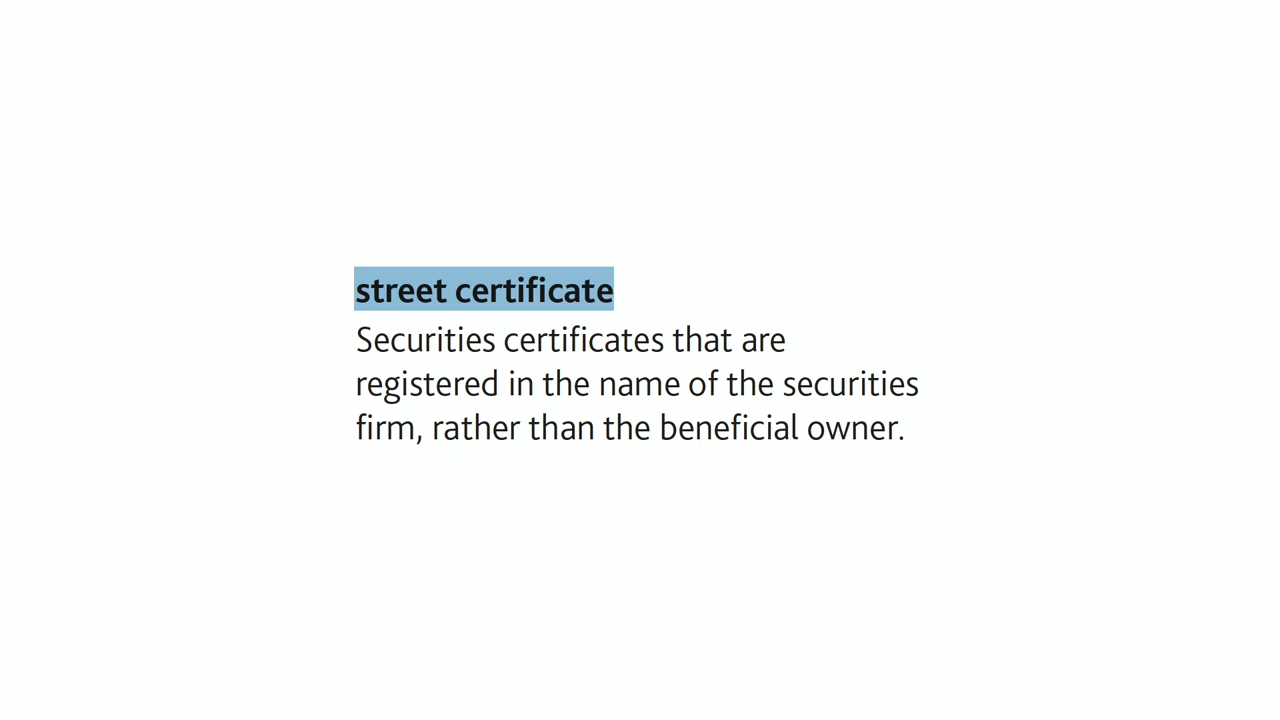 street certificate
Securities certificates that are
registered in the name of the securities
firm, rather than the beneficial owner.